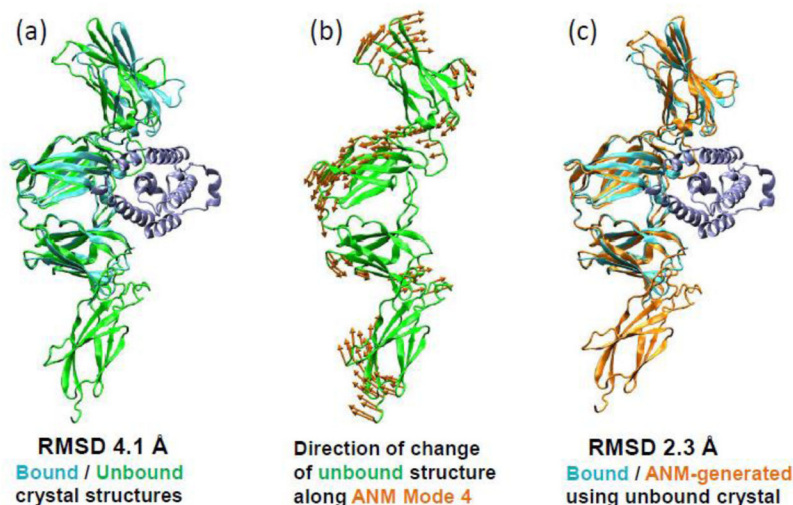 (a)
(b)
(c)
RMSD 4.1 Å
Bound / Unbound
crystal structures
Direction of change
of unbound structure
along ANM Mode 4
RMSD 2.3 Å
Bound / ANM-generated
using unbound crystal